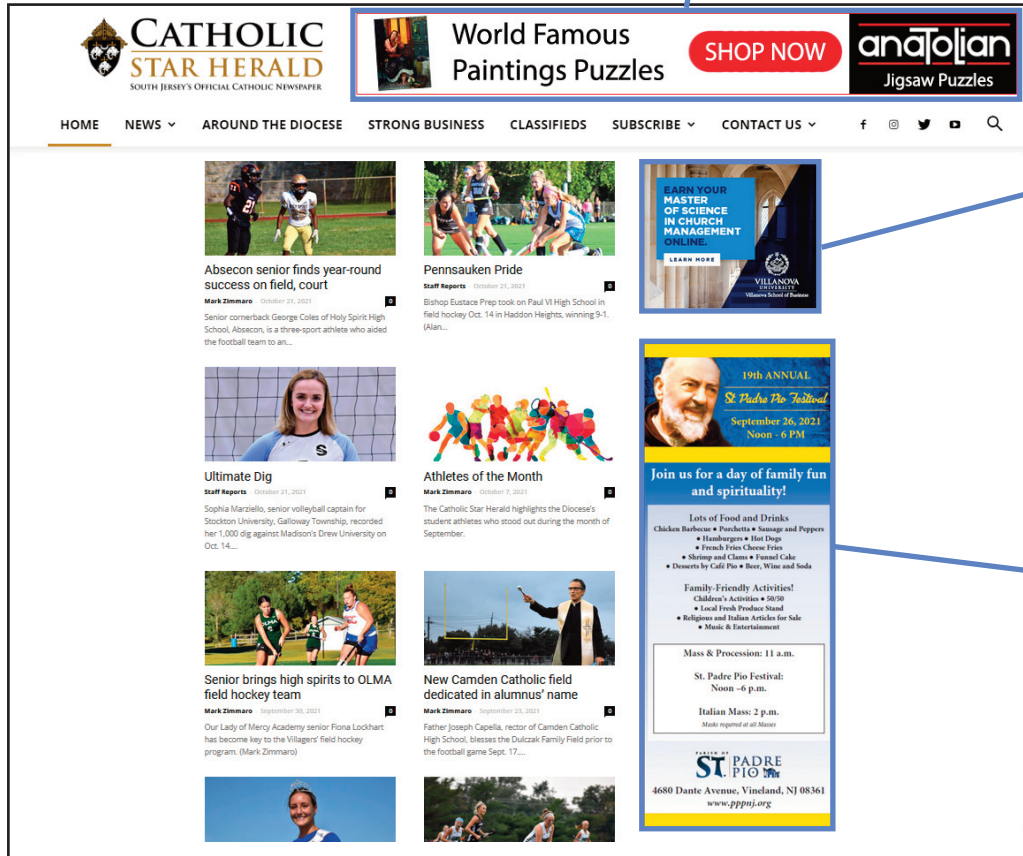 CATHOLIC
STAR HERALD
SOUTH JERSEY'S OFFICIAL CATHOLIC NEWSPAPER
World Famous
Paintings Puzzles
SHOP NOW
anatolian
Jigsaw Puzzles
HOME NEWS AROUND THE DIOCESE STRONG BUSINESS CLASSIFIEDS SUBSCRIBE CONTACT US
21
Absecon senior finds year-round
success on field, court
Mark Zimmaro - October 21, 2021 0
Senior cornerback George Coles of Holy Spirit High
School, Absecon, is a three-sport athlete who aided
the football team to an...
Pennsauken Pride
Staff Reports - October 21, 2021 0
Bishop Eustace Prep took on Paul VI High School in
field hockey Oct. 14 in Haddon Heights, winning 9-1.
(Alan...
EARN YOUR
MASTER
OF SCIENCE
IN CHURCH
MANAGEMENT
ONLINE.
LEARN MORE
VILLANOVA
UNIVERSITY
Villanova School of Business
S
Ultimate Dig
Staff Reports - October 21, 2021 0
Sophia Marziello, senior volleyball captain for
Stockton University, Galloway Township, recorded
her 1,000 dig against Madison's Drew University on
Oct. 14....
Athletes of the Month
Mark Zimmaro - October 7, 2021 0
The Catholic Star Herald highlights the Diocese's
student athletes who stood out during the month of
September.
OLMA
Senior brings high spirits to OLMA
field hockey team
Mark Zimmaro - September 30, 2021 0
Our Lady of Mercy Academy senior Fiona Lockhart
has become key to the Villagers' field hockey
program. (Mark Zimmaro)
New Camden Catholic field
dedicated in alumnus' name
Mark Zimmaro - September 23, 2021 0
Father Joseph Capella, rector of Camden Catholic
High School, blesses the Dulczak Family Field prior to
the football game Sept. 17....
19th ANNUAL
St. Padre Pio Festival
September 26, 2021
Noon - 6 PM
Join us for a day of family fun
and spirituality!
Lots of Food and Drinks
Chicken Barbecue • Porchetta • Sausage and Peppers
• Hamburgers • Hot Dogs
• French Fries Cheese Fries
• Shrimp and Clams • Funnel Cake
• Desserts by Café Pio • Beer, Wine and Soda
Family-Friendly Activities!
Children's Activities • 50/50
• Local Fresh Produce Stand
• Religious and Italian Articles for Sale
• Music & Entertainment
Mass & Procession: 11 a.m.
St. Padre Pio Festival:
Noon –6 p.m.
Italian Mass: 2 p.m.
Masks required at all Masses
PARISH OF
ST. PADRE
PIO
4680 Dante Avenue, Vineland, NJ 08361
www.pppnj.org